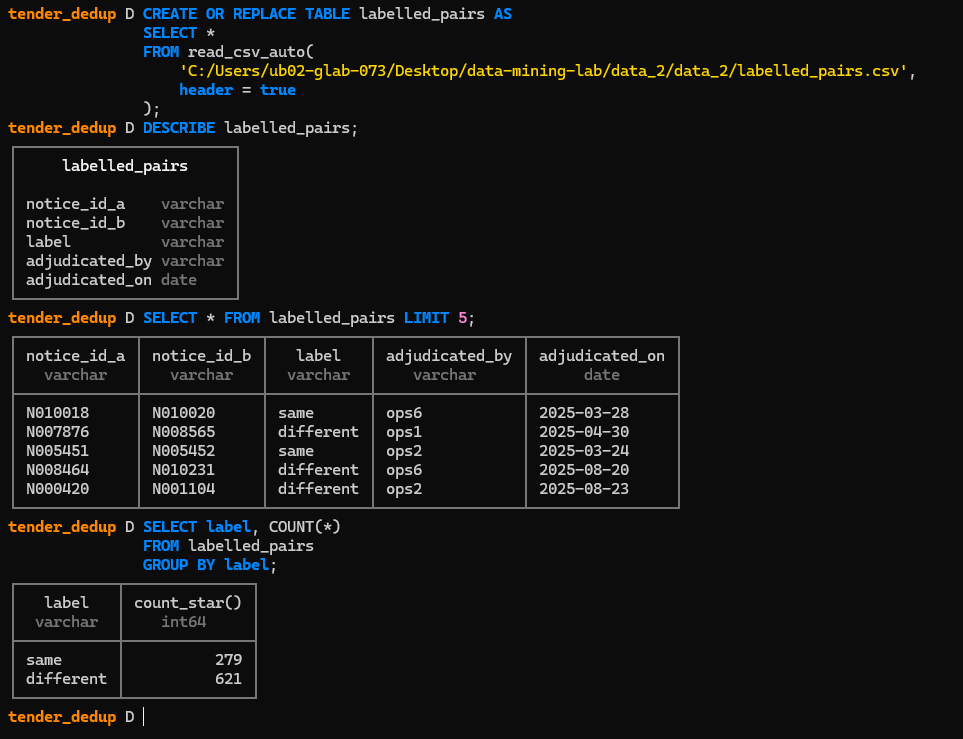 tender_dedup D CREATE OR REPLACE TABLE labelled_pairs AS
SELECT *
FROM read_csv_auto(
'C:/Users/ub02-glab-073/Desktop/data-mining-lab/data_2/data_2/labelled_pairs.csv',
header = true
);
tender_dedup D DESCRIBE labelled_pairs;
labelled_pairs
notice_id_a varchar
notice_id_b varchar
label varchar
adjudicated_by varchar
adjudicated_on date
tender_dedup D SELECT * FROM labelled_pairs LIMIT 5;
notice_id_a notice_id_b label adjudicated_by adjudicated_on
varchar varchar varchar varchar date
N010018 N010020 same ops6 2025-03-28
N007876 N008565 different ops1 2025-04-30
N005451 N005452 same ops2 2025-03-24
N008464 N010231 different ops6 2025-08-20
N000420 N001104 different ops2 2025-08-23
tender_dedup D SELECT label, COUNT(*)
FROM labelled_pairs
GROUP BY label;
label count_star()
varchar int64
same 279
different 621
tender_dedup D